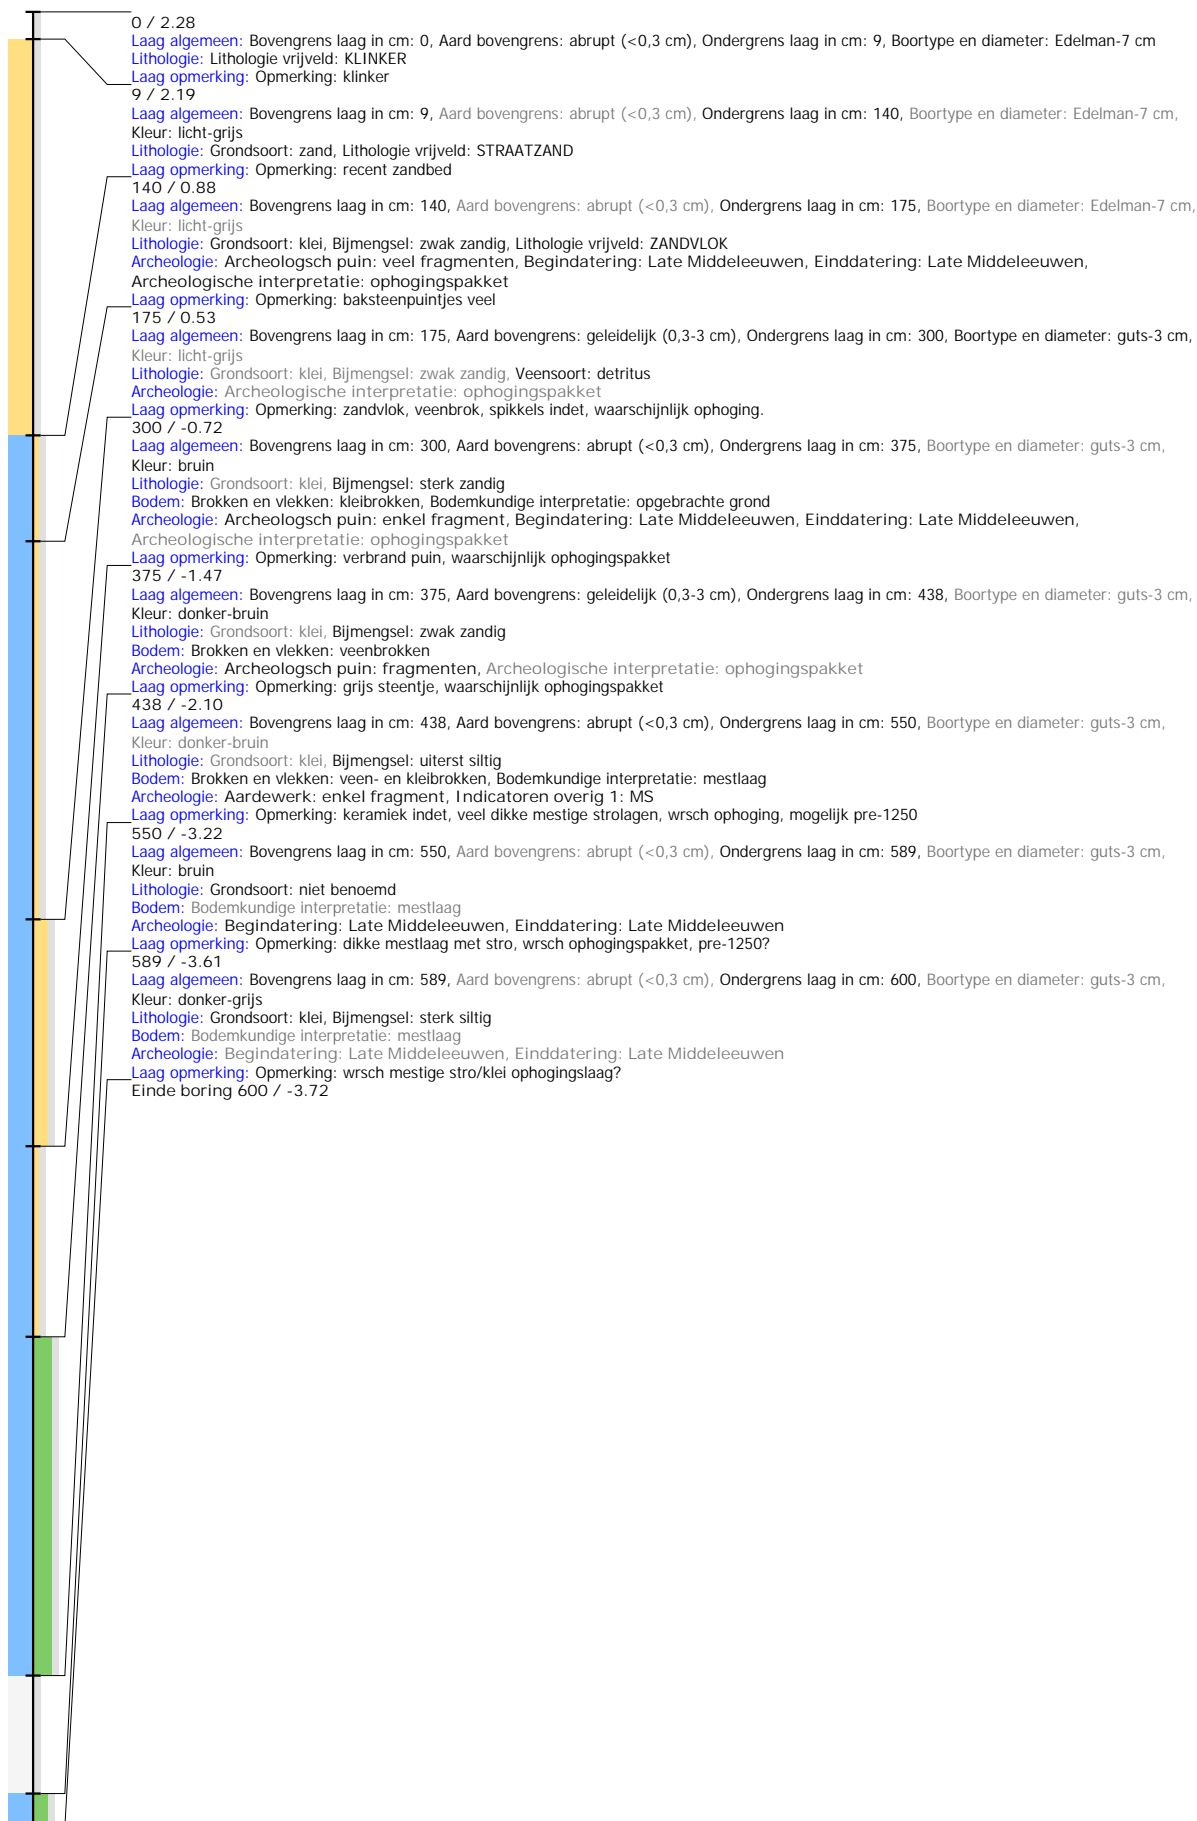 0 / 2.28
Laag algemeen: Bovengrens laag in cm: 0, Aard bovengrens: abrupt (<0,3 cm), Ondergrens laag in cm: 9, Boortype en diameter: Edelman-7 cm
Lithologie: Lithologie vrijveld: KLINKER
Laag opmerking: Opmerking: klinker
9 / 2.19
Laag algemeen: Bovengrens laag in cm: 9, Aard bovengrens: abrupt (<0,3 cm), Ondergrens laag in cm: 140, Boortype en diameter: Edelman-7 cm,
Kleur: licht-grijs
Lithologie: Grondsoort: zand, Lithologie vrijveld: STRAATZAND
Laag opmerking: Opmerking: recent zandbed
140 / 0.88
Laag algemeen: Bovengrens laag in cm: 140, Aard bovengrens: abrupt (<0,3 cm), Ondergrens laag in cm: 175, Boortype en diameter: Edelman-7 cm,
Kleur: licht-grijs
Lithologie: Grondsoort: klei, Bijmengsel: zwak zandig, Lithologie vrijveld: ZANDVLOK
Archeologie: Archeologsch puin: veel fragmenten, Begindatering: Late Middeleeuwen, Einddatering: Late Middeleeuwen,
Archeologische interpretatie: ophogingspakket
Laag opmerking: Opmerking: baksteenpuintjes veel
175 / 0.53
Laag algemeen: Bovengrens laag in cm: 175, Aard bovengrens: geleidelijk (0,3-3 cm), Ondergrens laag in cm: 300, Boortype en diameter: guts-3 cm,
Kleur: licht-grijs
Lithologie: Grondsoort: klei, Bijmengsel: zwak zandig, Veensoort: detritus
Archeologie: Archeologische interpretatie: ophogingspakket
Laag opmerking: Opmerking: zandvlok, veenbrok, spikkels indet, waarschijnlijk ophoging.
300 / -0.72
Laag algemeen: Bovengrens laag in cm: 300, Aard bovengrens: abrupt (<0,3 cm), Ondergrens laag in cm: 375, Boortype en diameter: guts-3 cm,
Kleur: bruin
Lithologie: Grondsoort: klei, Bijmengsel: sterk zandig
Bodem: Brokken en vlekken: kleibrokken, Bodemkundige interpretatie: opgebrachte grond
Archeologie: Archeologsch puin: enkel fragment, Begindatering: Late Middeleeuwen, Einddatering: Late Middeleeuwen,
Archeologische interpretatie: ophogingspakket
Laag opmerking: Opmerking: verbrand puin, waarschijnlijk ophogingspakket
375 / -1.47
Laag algemeen: Bovengrens laag in cm: 375, Aard bovengrens: geleidelijk (0,3-3 cm), Ondergrens laag in cm: 438, Boortype en diameter: guts-3 cm,
Kleur: donker-bruin
Lithologie: Grondsoort: klei, Bijmengsel: zwak zandig
Bodem: Brokken en vlekken: veenbrokken
Archeologie: Archeologsch puin: fragmenten, Archeologische interpretatie: ophogingspakket
Laag opmerking: Opmerking: grijs steentje, waarschijnlijk ophogingspakket
438 / -2.10
Laag algemeen: Bovengrens laag in cm: 438, Aard bovengrens: abrupt (<0,3 cm), Ondergrens laag in cm: 550, Boortype en diameter: guts-3 cm,
Kleur: donker-bruin
Lithologie: Grondsoort: klei, Bijmengsel: uiterst siltig
Bodem: Brokken en vlekken: veen- en kleibrokken, Bodemkundige interpretatie: mestlaag
Archeologie: Aardewerk: enkel fragment, Indicatoren overig 1: MS
Laag opmerking: Opmerking: keramiek indet, veel dikke mestige strolagen, wrsch ophoging, mogelijk pre-1250
550 / -3.22
Laag algemeen: Bovengrens laag in cm: 550, Aard bovengrens: abrupt (<0,3 cm), Ondergrens laag in cm: 589, Boortype en diameter: guts-3 cm,
Kleur: bruin
Lithologie: Grondsoort: niet benoemd
Bodem: Bodemkundige interpretatie: mestlaag
Archeologie: Begindatering: Late Middeleeuwen, Einddatering: Late Middeleeuwen
Laag opmerking: Opmerking: dikke mestlaag met stro, wrsch ophogingspakket, pre-1250?
589 / -3.61
Laag algemeen: Bovengrens laag in cm: 589, Aard bovengrens: abrupt (<0,3 cm), Ondergrens laag in cm: 600, Boortype en diameter: guts-3 cm,
Kleur: donker-grijs
Lithologie: Grondsoort: klei, Bijmengsel: sterk siltig
Bodem: Bodemkundige interpretatie: mestlaag
Archeologie: Begindatering: Late Middeleeuwen, Einddatering: Late Middeleeuwen
Laag opmerking: Opmerking: wrsch mestige stro/klei ophogingslaag?
Einde boring 600 / -3.72